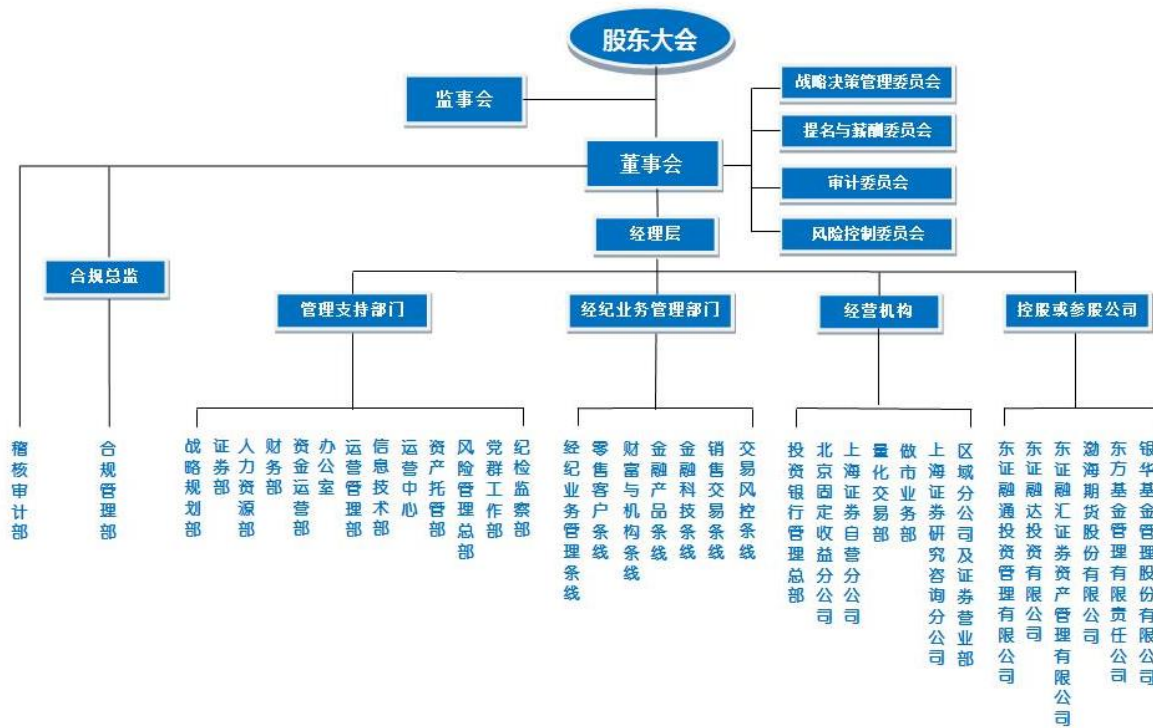 股东大会
监事会
战略决策管理委员会
提名与薪酬委员会
董事会
审计委员会
经理层
风险控制委员会
合规总监
管理支持部门
经纪业务管理部门
经营机构
控股或参股公司
稽核审计部
合规管理部
战略规划部
证券部
人力资源部
财务部
资金运营部
办公室
运营管理部
信息技术部
运营中心
资产托管部
风险管理总部
党群工作部
纪检监察部
经纪业务管理条线
零售客户条线
财富与机构条线
金融产品条线
金融科技条线
销售交易条线
交易风控条线
投资银行管理总部
北京固定收益分公司
上海证券自营分公司
量化交易部
做市业务部
上海证券研究咨询分公司
区域分公司及证券营业部
东证融通投资管理有限公司
东证融达投资有限公司
东证融汇证券资产管理有限公司
渤海期货股份有限公司
东方基金管理有限责任公司
银华基金管理股份有限公司